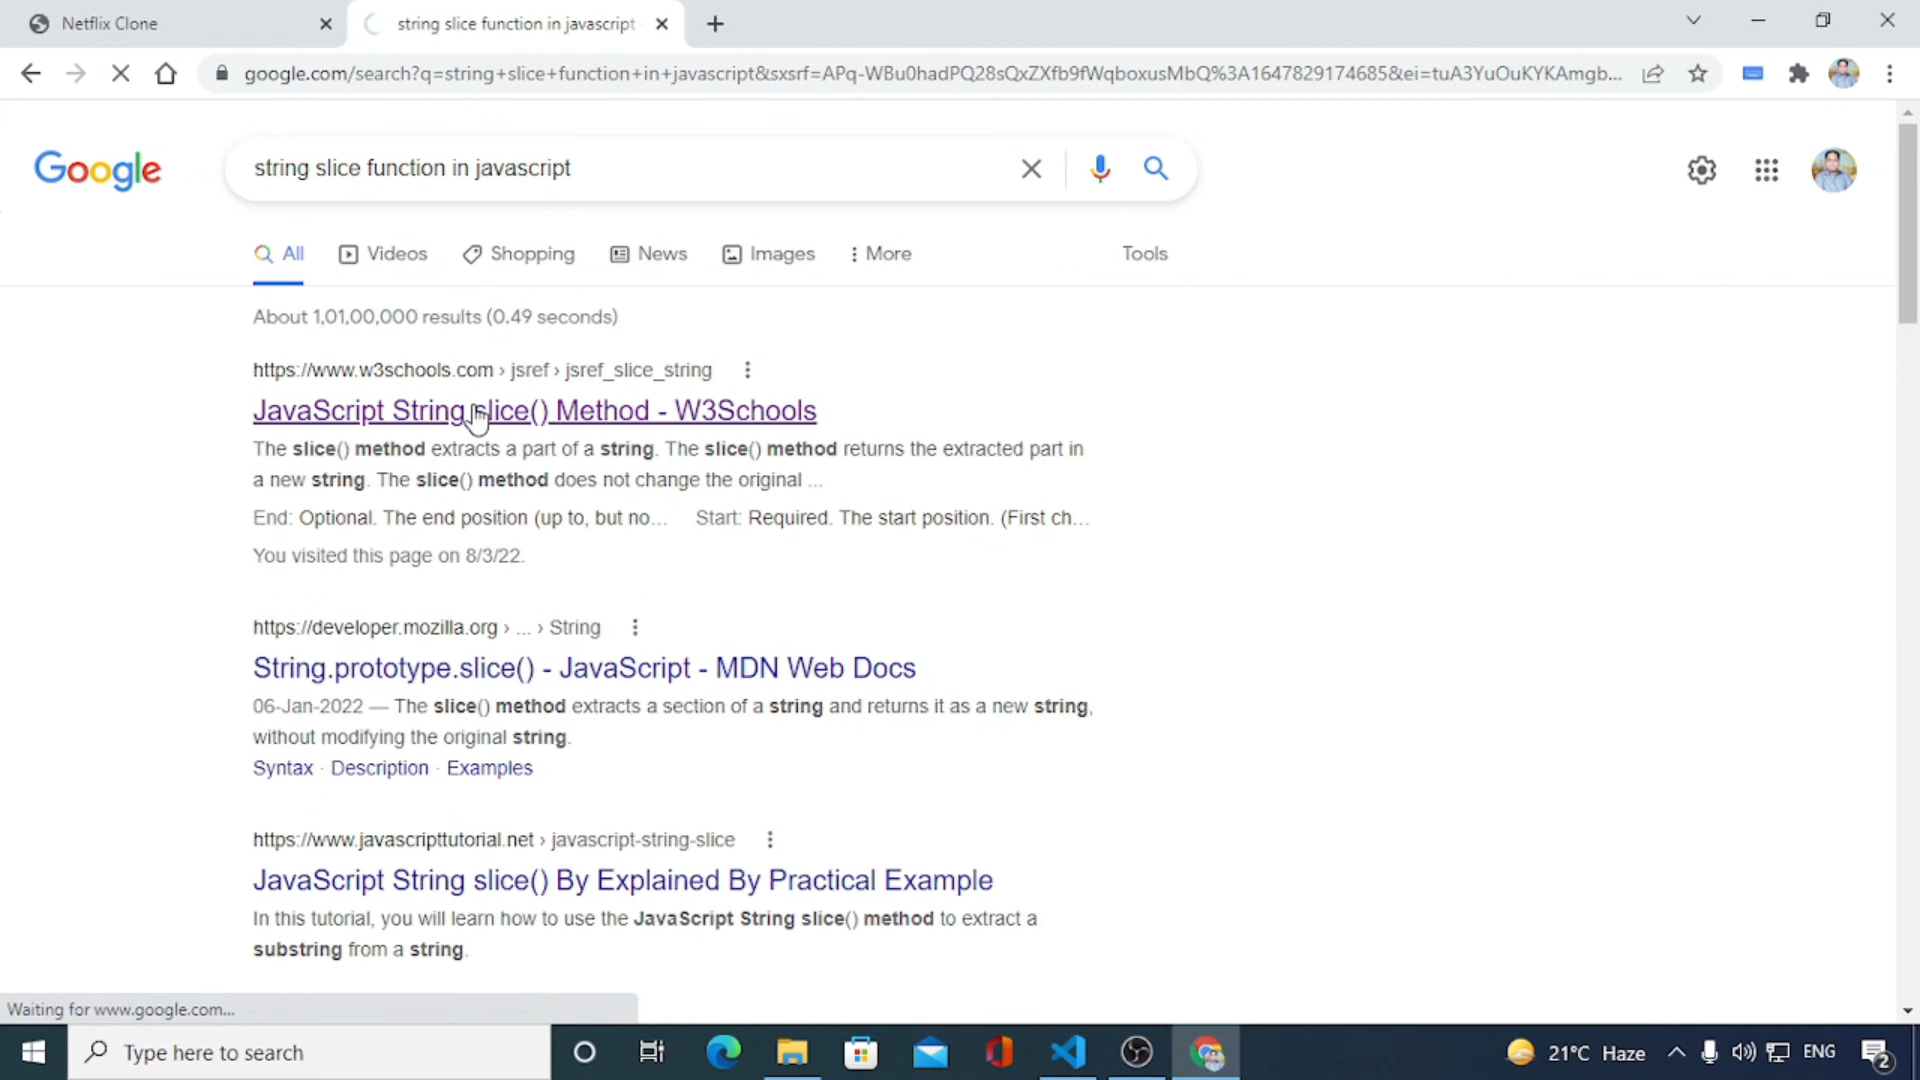 Netflix Clone
string slice function in javascript
google.com/search?q=string+slice+function+in+javascript&sxsrf=APq-WBu0hadPQ28sQxZXfb9fWqboxusMbQ%3A1647829174685&ei=tuA3YuOuKYKAmgb...
Google
string slice function in javascript
All Videos Shopping News Images More Tools
About 1,01,00,000 results (0.49 seconds)
https://www.w3schools.com › jsref › jsref_slice_string
JavaScript String slice() Method - W3Schools
The slice() method extracts a part of a string. The slice() method returns the extracted part in
a new string. The slice() method does not change the original ...
End: Optional. The end position (up to, but no... Start: Required. The start position. (First ch...
You visited this page on 8/3/22.
https://developer.mozilla.org › ... › String
String.prototype.slice() - JavaScript - MDN Web Docs
06-Jan-2022 — The slice() method extracts a section of a string and returns it as a new string,
without modifying the original string.
Syntax · Description · Examples
https://www.javascripttutorial.net › javascript-string-slice
JavaScript String slice() By Explained By Practical Example
In this tutorial, you will learn how to use the JavaScript String slice() method to extract a
substring from a string.
Waiting for www.google.com...
Type here to search
21°C Haze
ENG
2